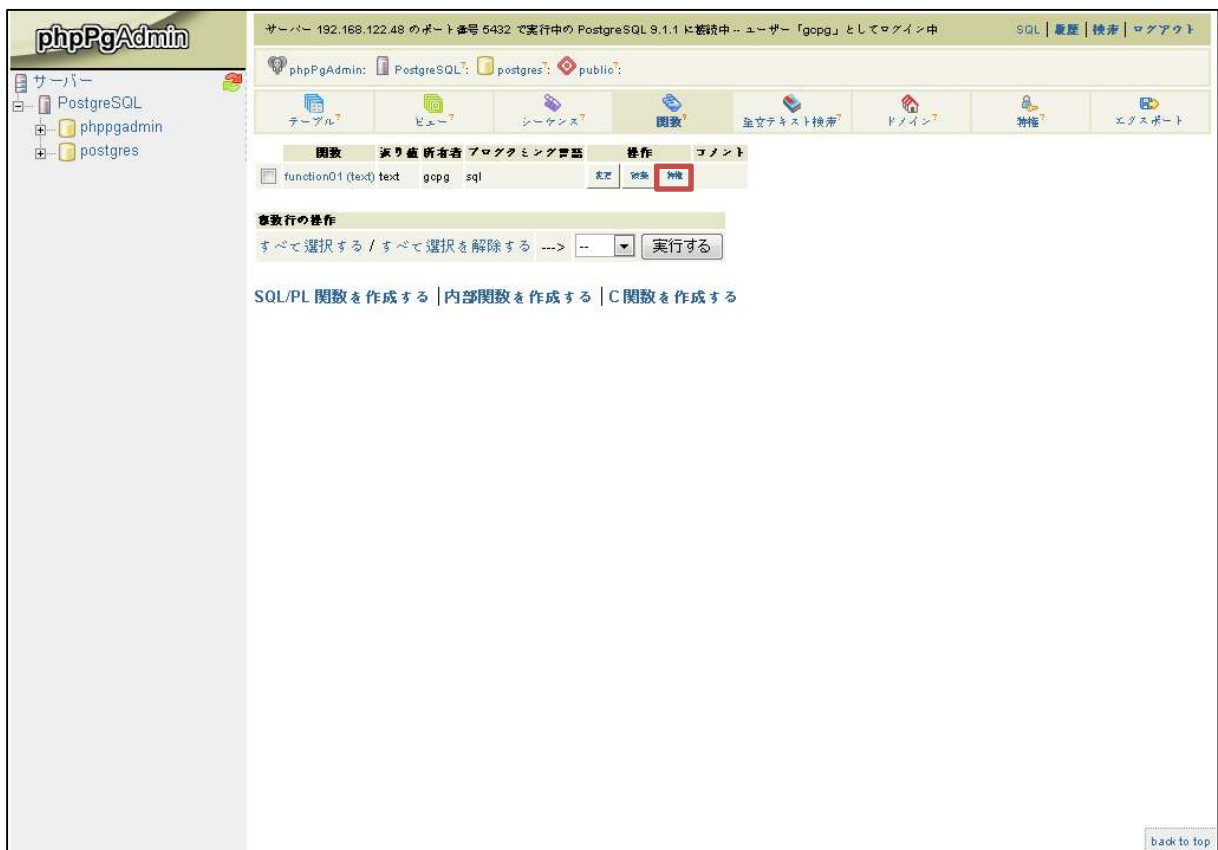 phpPgAdmin
サーバー 192.168.122.48 のポート番号 5432 で実行中の PostgreSQL 9.1.1 に接続中 -- ユーザー「gcpg」としてログイン中
SQL | 履歴 | 検索 | ログアウト
phpPgAdmin: PostgreSQL?: postgres?: public?:
サーバー
PostgreSQL
phppgadmin
postgres
テーブル? ビュー? シーケンス? 関数? 全文テキスト検索? ドメイン? 特権? エクスポート
関数 返り値 所有者 プログラミング言語 操作 コメント
function01 (text) text gcpg sql 変更 破棄 特権
複数行の操作
すべて選択する / すべて選択を解除する ---> -- 実行する
SQL/PL 関数を作成する | 内部関数を作成する | C 関数を作成する
back to top